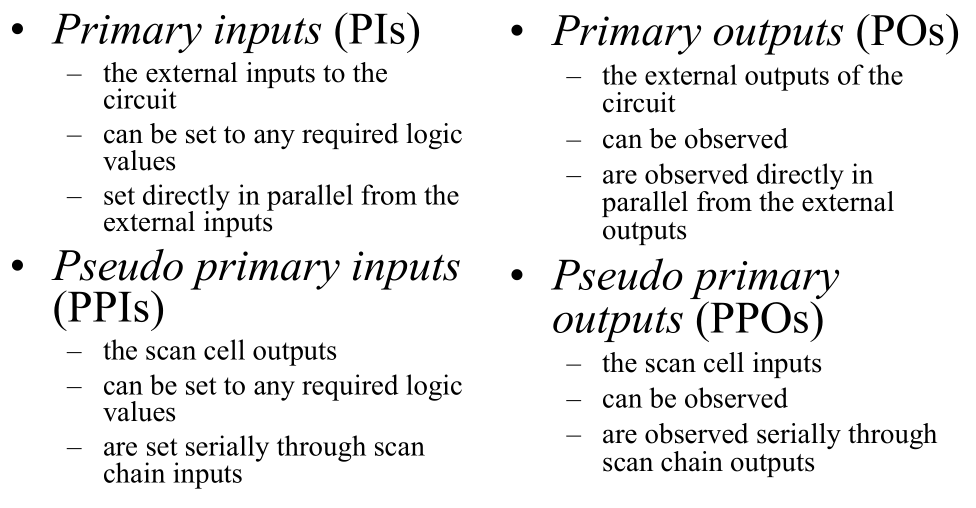 • Primary inputs (PIs)
– the external inputs to the
circuit
– can be set to any required logic
values
– set directly in parallel from the
external inputs
• Pseudo primary inputs
(PPIs)
– the scan cell outputs
– can be set to any required logic
values
– are set serially through scan
chain inputs
• Primary outputs (POs)
– the external outputs of the
circuit
– can be observed
– are observed directly in
parallel from the external
outputs
• Pseudo primary
outputs (PPOs)
– the scan cell inputs
– can be observed
– are observed serially through
scan chain outputs